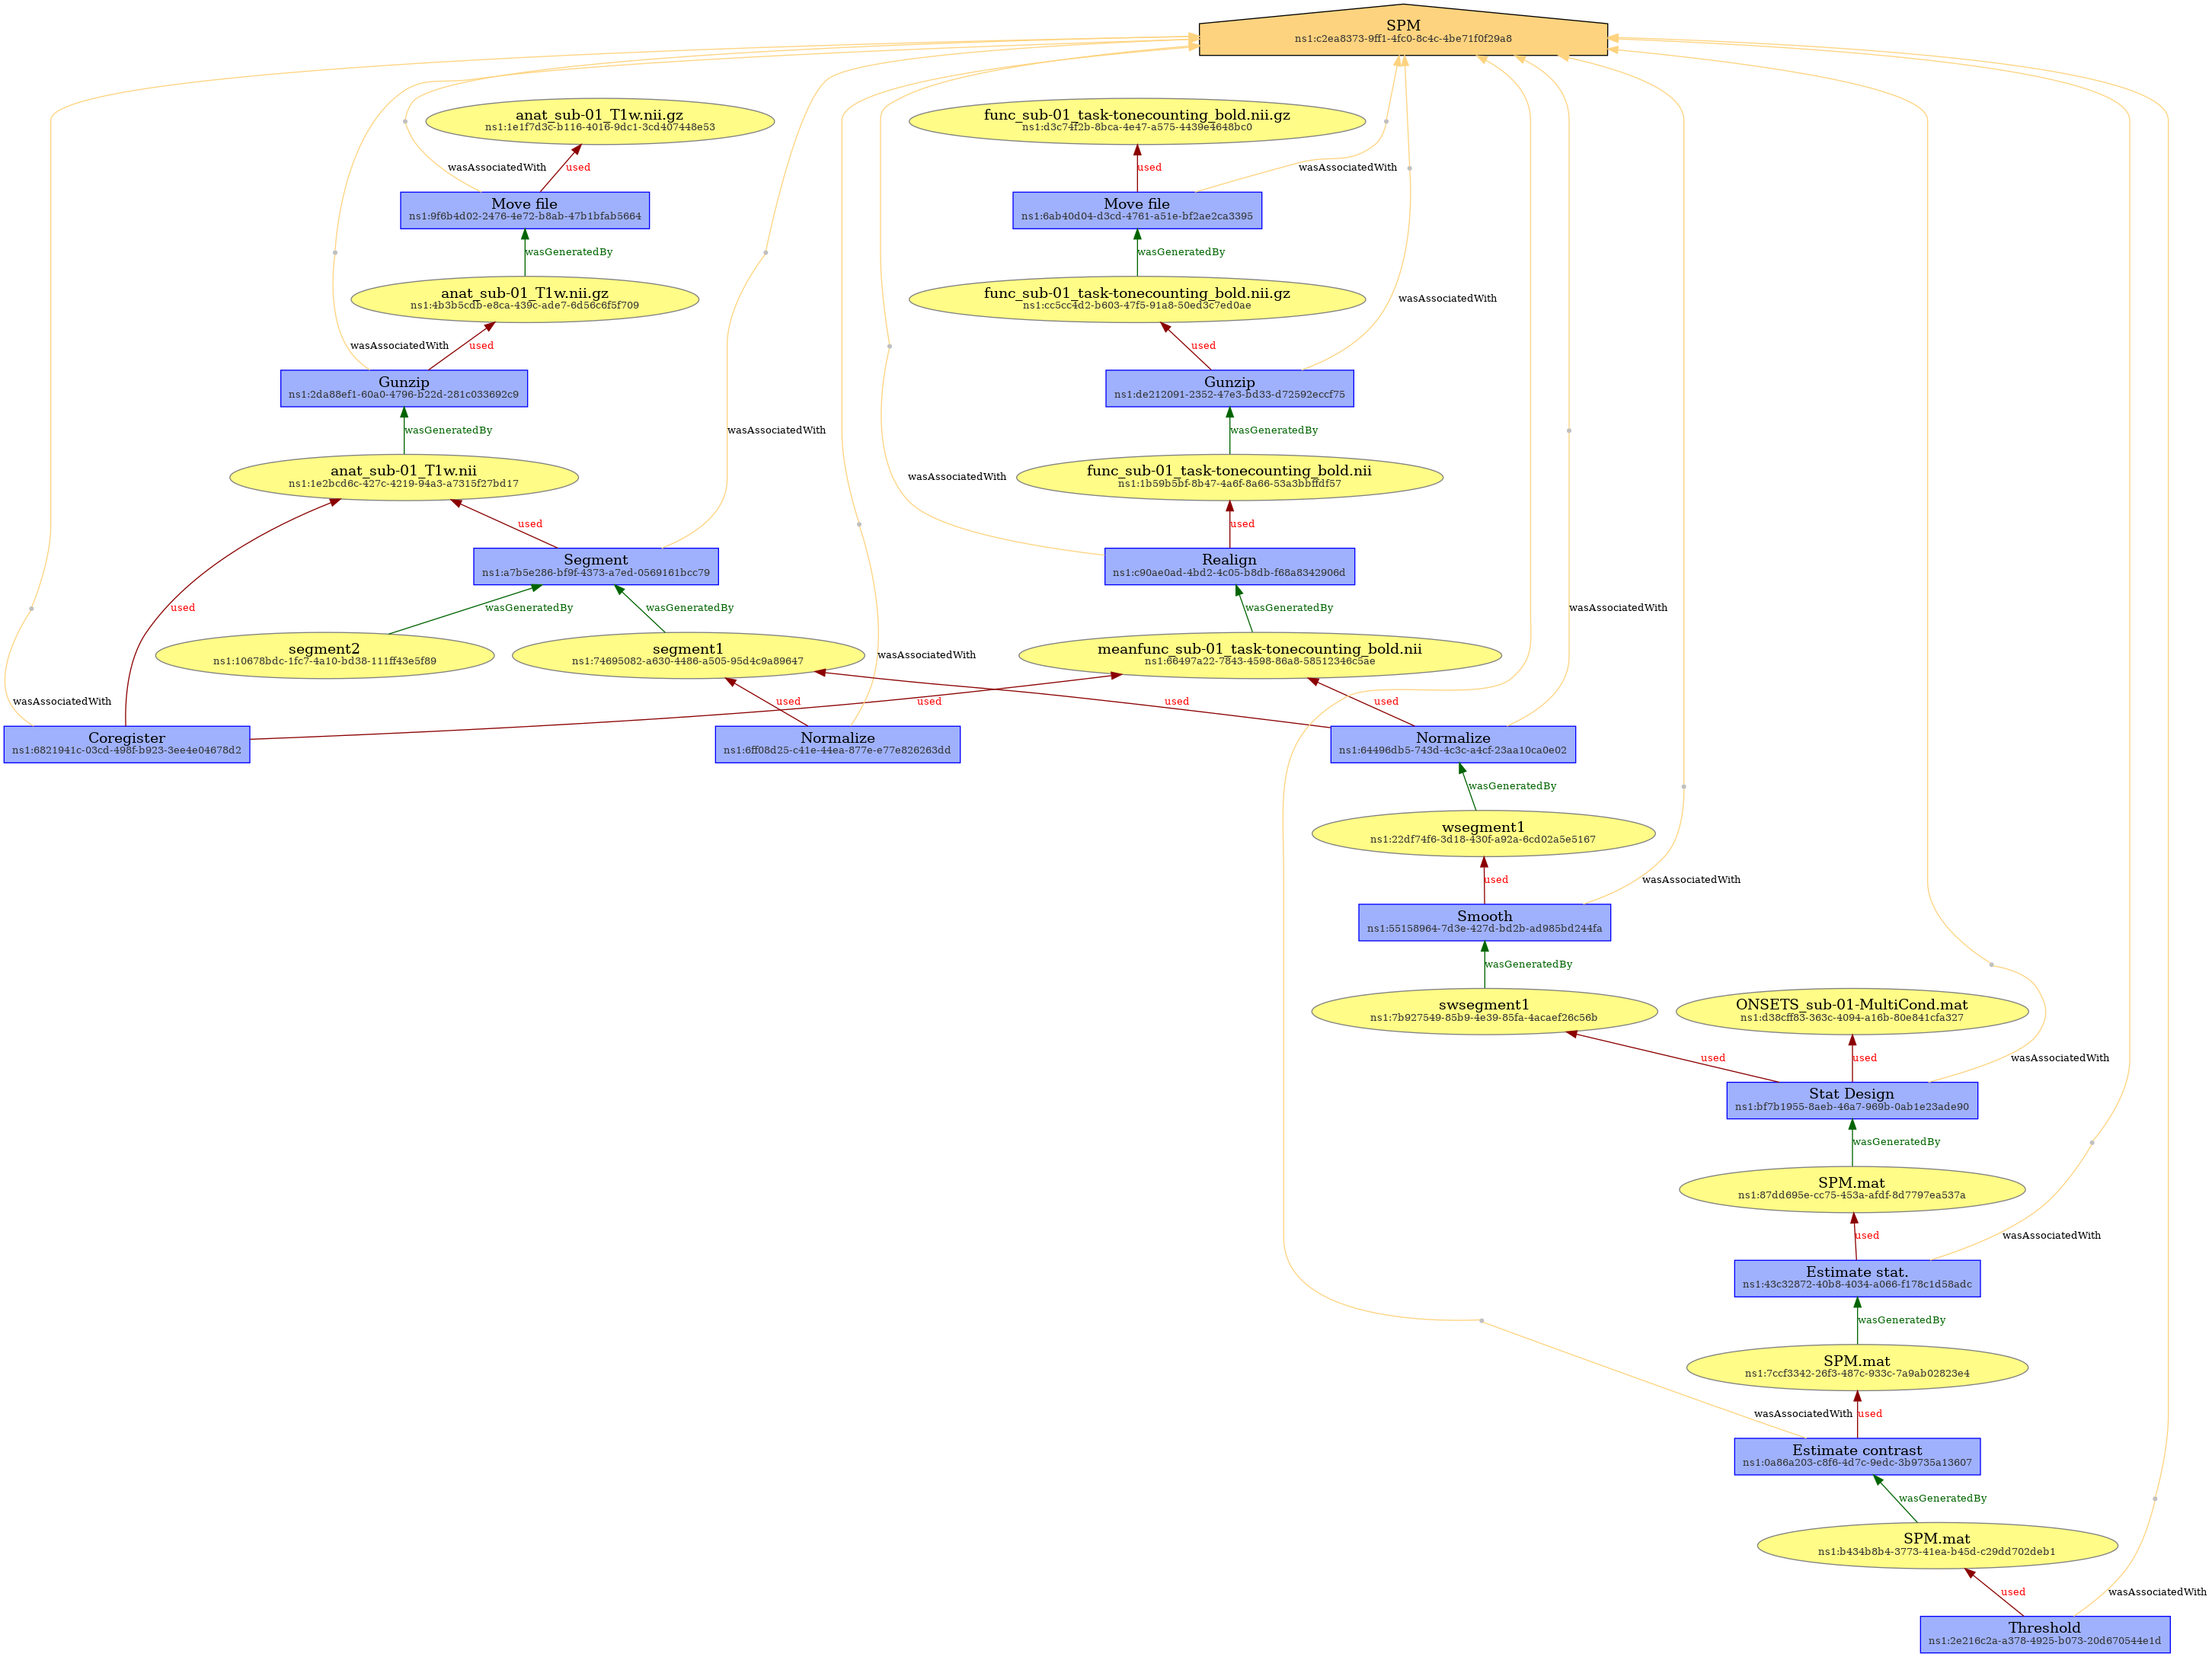 SPM
ns1:c2ea8373-9ff1-4fc0-8c4c-4be71f0f29a8
anat_sub-01_T1w.nii.gz
ns1:1e1f7d3c-b116-4016-9dc1-3cd407448e53
func_sub-01_task-tonecounting_bold.nii.gz
ns1:d3c74f2b-8bca-4e47-a575-4439e4648bc0
wasAssociatedWith
used
used
wasAssociatedWith
Move file
ns1:9f6b4d02-2476-4e72-b8ab-47b1bfab5664
Move file
ns1:6ab40d04-d3cd-4761-a51e-bf2ae2ca3395
wasGeneratedBy
wasGeneratedBy
anat_sub-01_T1w.nii.gz
ns1:4b3b5cdb-e8ca-439c-ade7-6d56c6f5f709
func_sub-01_task-tonecounting_bold.nii.gz
ns1:cc5cc4d2-b603-47f5-91a8-50ed3c7ed0ae
wasAssociatedWith
wasAssociatedWith
used
used
Gunzip
ns1:2da88ef1-60a0-4796-b22d-281c033692c9
Gunzip
ns1:de212091-2352-47e3-bd33-d72592eccf75
wasGeneratedBy
wasAssociatedWith
wasGeneratedBy
anat_sub-01_T1w.nii
ns1:1e2bcd6c-427c-4219-94a3-a7315f27bd17
wasAssociatedWith
func_sub-01_task-tonecounting_bold.nii
ns1:1b59b5bf-8b47-4a6f-8a66-53a3bbffdf57
used
used
Segment
ns1:a7b5e286-bf9f-4373-a7ed-0569161bcc79
Realign
ns1:c90ae0ad-4bd2-4c05-b8db-f68a8342906d
used
wasGeneratedBy
wasGeneratedBy
wasGeneratedBy
wasAssociatedWith
segment2
ns1:10678bdc-1fc7-4a10-bd38-111ff43e5f89
segment1
ns1:74695082-a630-4486-a505-95d4c9a89647
wasAssociatedWith
meanfunc_sub-01_task-tonecounting_bold.nii
ns1:66497a22-7843-4598-86a8-58512346c5ae
wasAssociatedWith
used
used
used
used
Coregister
ns1:6821941c-03cd-498f-b923-3ee4e04678d2
Normalize
ns1:6ff08d25-c41e-44ea-877e-e77e826263dd
Normalize
ns1:64496db5-743d-4c3c-a4cf-23aa10ca0e02
wasGeneratedBy
wsegment1
ns1:22df74f6-3d18-430f-a92a-6cd02a5e5167
used
wasAssociatedWith
Smooth
ns1:55158964-7d3e-427d-bd2b-ad985bd244fa
wasGeneratedBy
swsegment1
ns1:7b927549-85b9-4e39-85fa-4acaef26c56b
ONSETS_sub-01-MultiCond.mat
ns1:d38cff83-363c-4094-a16b-80e841cfa327
used
used
wasAssociatedWith
Stat Design
ns1:bf7b1955-8aeb-46a7-969b-0ab1e23ade90
wasGeneratedBy
SPM.mat
ns1:87dd695e-cc75-453a-afdf-8d7797ea537a
used
wasAssociatedWith
Estimate stat.
ns1:43c32872-40b8-4034-a066-f178c1d58adc
wasGeneratedBy
SPM.mat
ns1:7ccf3342-26f3-487c-933c-7a9ab02823e4
wasAssociatedWith
used
Estimate contrast
ns1:0a86a203-c8f6-4d7c-9edc-3b9735a13607
wasGeneratedBy
SPM.mat
ns1:b434b8b4-3773-41ea-b45d-c29dd702deb1
used
wasAssociatedWith
Threshold
ns1:2e216c2a-a378-4925-b073-20d670544e1d